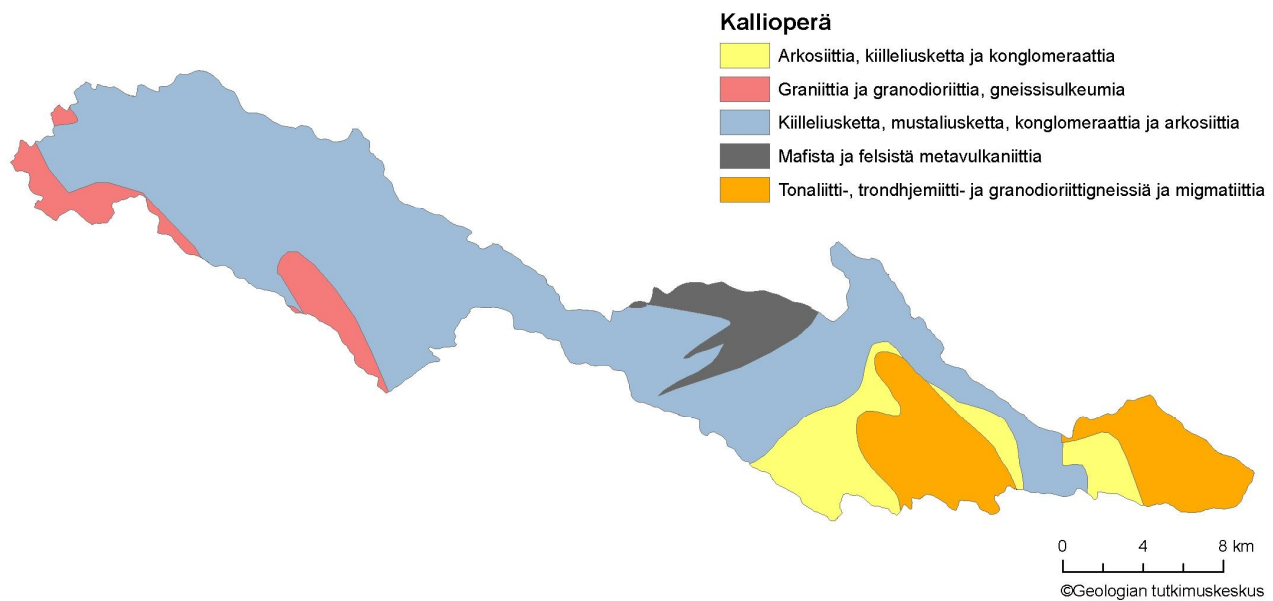 Kallioperä
Arkosiittia, kiilleliusketta ja konglomeraattia
Graniittia ja granodioriittia, gneissisulkeumia
Kiilleliusketta, mustaliusketta, konglomeraattia ja arkosiittia
Mafista ja felsistä metavulkaniittia
Tonaliitti-, trondhjemiitti- ja granodioriittigneissiä ja migmatiittia
0 4 8 km
©Geologian tutkimuskeskus